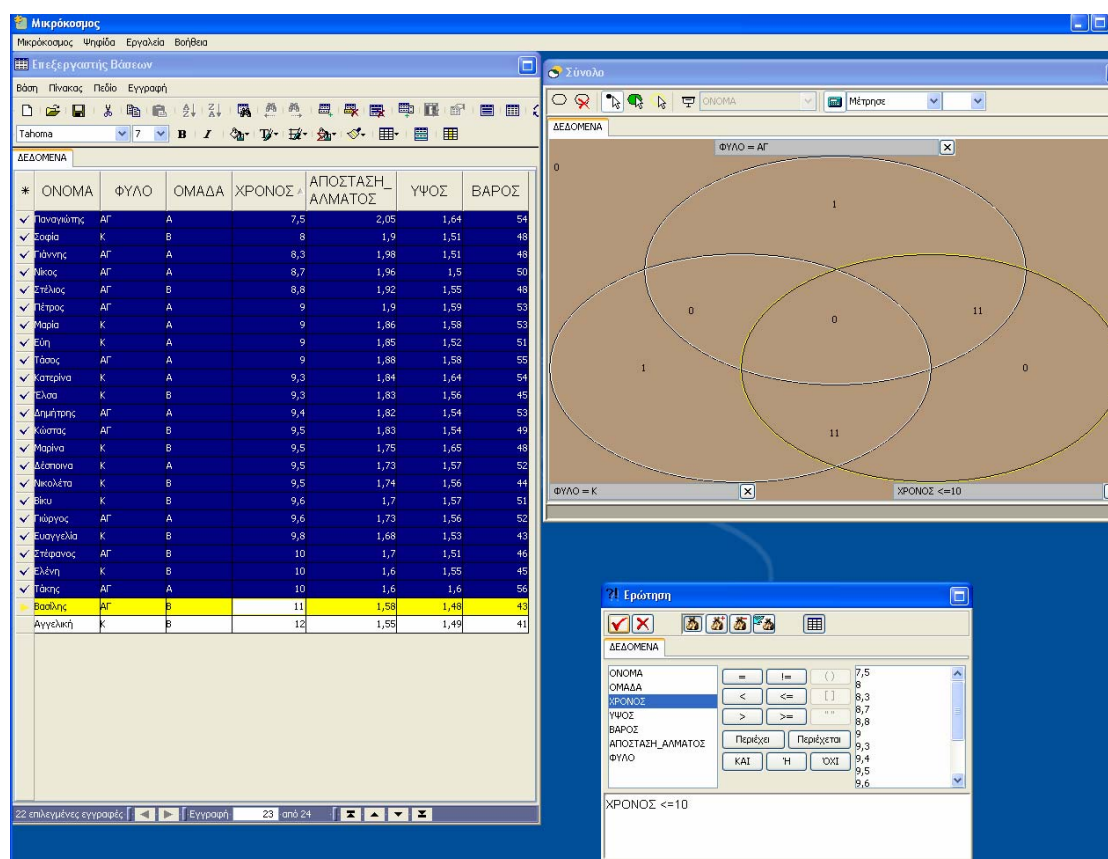 Μικρόκοσμος
Μικρόκοσμος Ψηφίδα Εργαλεία Βοήθεια
Επεξεργαστής Βάσεων
Βάση Πίνακας Πεδίο Εγγραφή
Tahoma 7 B I
ΔΕΔΟΜΕΝΑ
* ΟΝΟΜΑ ΦΥΛΟ ΟΜΑΔΑ ΧΡΟΝΟΣ ΑΠΟΣΤΑΣΗ_ΑΛΜΑΤΟΣ ΥΨΟΣ ΒΑΡΟΣ
Παναγιώτης ΑΓ Α 7,5 2,05 1,64 54
Σοφία Κ Β 8 1,9 1,51 48
Γιάννης ΑΓ Α 8,3 1,98 1,51 48
Νίκος ΑΓ Α 8,7 1,96 1,5 50
Στέλιος ΑΓ Β 8,8 1,92 1,55 48
Πέτρος ΑΓ Α 9 1,9 1,59 53
Μαρία Κ Α 9 1,86 1,58 53
Εύη Κ Α 9 1,85 1,52 51
Τάσος ΑΓ Α 9 1,88 1,58 55
Κατερίνα Κ Α 9,3 1,84 1,64 54
Έλσα Κ Β 9,3 1,83 1,56 45
Δημήτρης ΑΓ Α 9,4 1,82 1,54 53
Κώστας ΑΓ Β 9,5 1,83 1,54 49
Μαρίνα Κ Β 9,5 1,75 1,65 48
Δέσποινα Κ Α 9,5 1,73 1,57 52
Νικολέτα Κ Β 9,5 1,74 1,56 44
Βίκυ Κ Β 9,6 1,7 1,57 51
Γιώργος ΑΓ Α 9,6 1,73 1,56 52
Ευαγγελία Κ Β 9,8 1,68 1,53 43
Στέφανος ΑΓ Β 10 1,7 1,51 46
Ελένη Κ Β 10 1,6 1,55 45
Τάκης ΑΓ Α 10 1,6 1,6 56
Βασίλης ΑΓ Β 11 1,58 1,48 43
Αγγελική Κ Β 12 1,55 1,49 41
22 επιλεγμένες εγγραφές Εγγραφή 23 από 24
Σύνολο
ΟΝΟΜΑ Μέτρησε
ΔΕΔΟΜΕΝΑ
ΦΥΛΟ = ΑΓ
0
1
0 0 11
1 0
11
ΦΥΛΟ = Κ ΧΡΟΝΟΣ <=10
?! Ερώτηση
ΔΕΔΟΜΕΝΑ
ΟΝΟΜΑ
ΟΜΑΔΑ
ΧΡΟΝΟΣ
ΥΨΟΣ
ΒΑΡΟΣ
ΑΠΟΣΤΑΣΗ_ΑΛΜΑΤΟΣ
ΦΥΛΟ
= != ( )
< <= [ ]
> >= " "
Περιέχει Περιέχεται
ΚΑΙ Ή ΌΧΙ
7,5
8
8,3
8,7
8,8
9
9,3
9,4
9,5
9,6
ΧΡΟΝΟΣ <=10